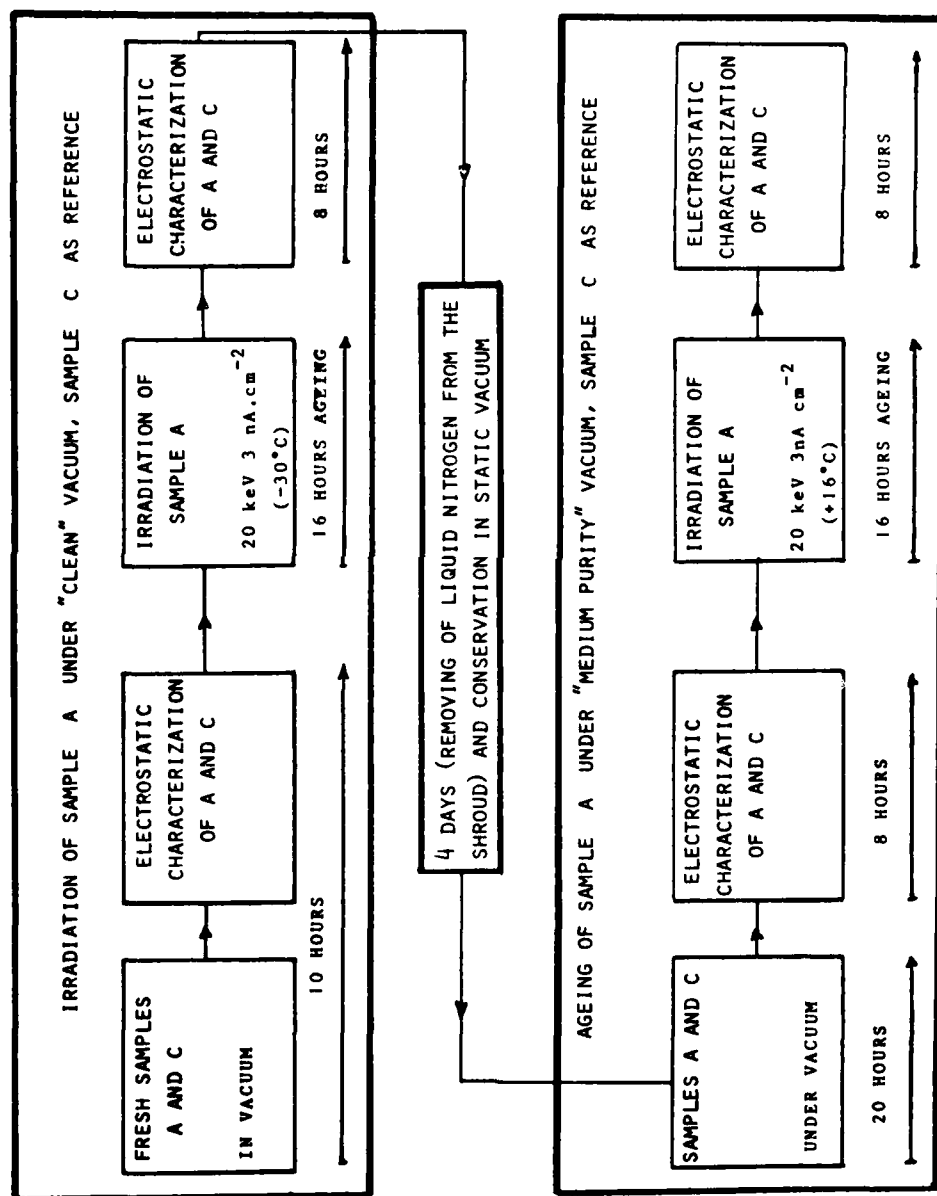 IRRADIATION OF SAMPLE A UNDER "CLEAN" VACUUM, SAMPLE C AS REFERENCE
FRESH SAMPLES
A AND C
IN VACUUM
ELECTROSTATIC
CHARACTERIZATION
OF A AND C
10 HOURS
IRRADIATION OF
SAMPLE A
20 keV 3 nA.cm⁻²
(-30°C)
16 HOURS AGEING
ELECTROSTATIC
CHARACTERIZATION
OF A AND C
8 HOURS
4 DAYS (REMOVING OF LIQUID NITROGEN FROM THE
SHROUD) AND CONSERVATION IN STATIC VACUUM
AGEING OF SAMPLE A UNDER "MEDIUM PURITY" VACUUM, SAMPLE C AS REFERENCE
SAMPLES A AND C
UNDER VACUUM
20 HOURS
ELECTROSTATIC
CHARACTERIZATION
OF A AND C
8 HOURS
IRRADIATION OF
SAMPLE A
20 keV 3nA cm⁻²
(+16°C)
16 HOURS AGEING
ELECTROSTATIC
CHARACTERIZATION
OF A AND C
8 HOURS